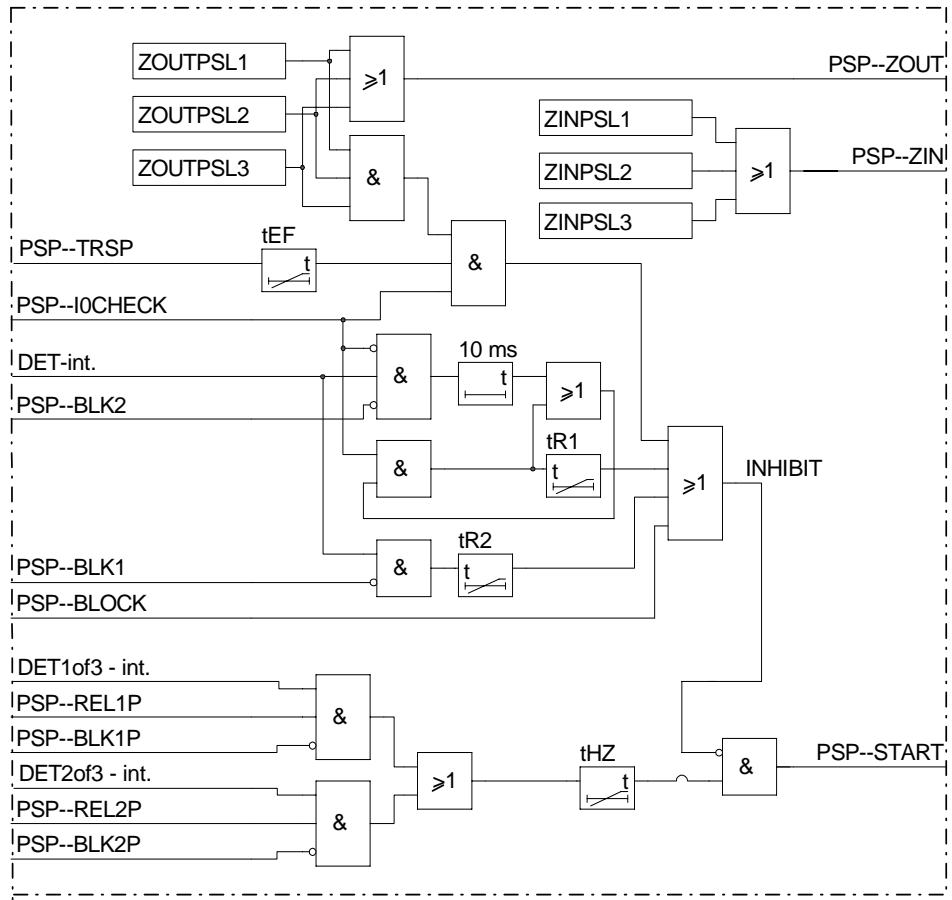 ZOUTPSL1
≥1
PSP--ZOUT
ZOUTPSL2
ZINPSL1
ZOUTPSL3
&
ZINPSL2
≥1
PSP--ZIN
ZINPSL3
PSP--TRSP
tEF
t
&
PSP--I0CHECK
DET-int.
&
10 ms
t
≥1
PSP--BLK2
&
tR1
t
≥1
INHIBIT
PSP--BLK1
&
tR2
t
PSP--BLOCK
DET1of3 - int.
PSP--REL1P
&
PSP--BLK1P
DET2of3 - int.
≥1
tHZ
t
&
PSP--START
PSP--REL2P
&
PSP--BLK2P